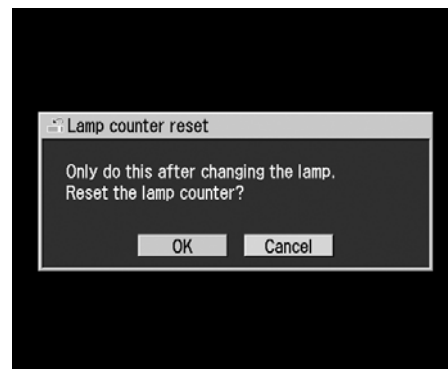 Lamp counter reset
Only do this after changing the lamp.
Reset the lamp counter?
OK
Cancel